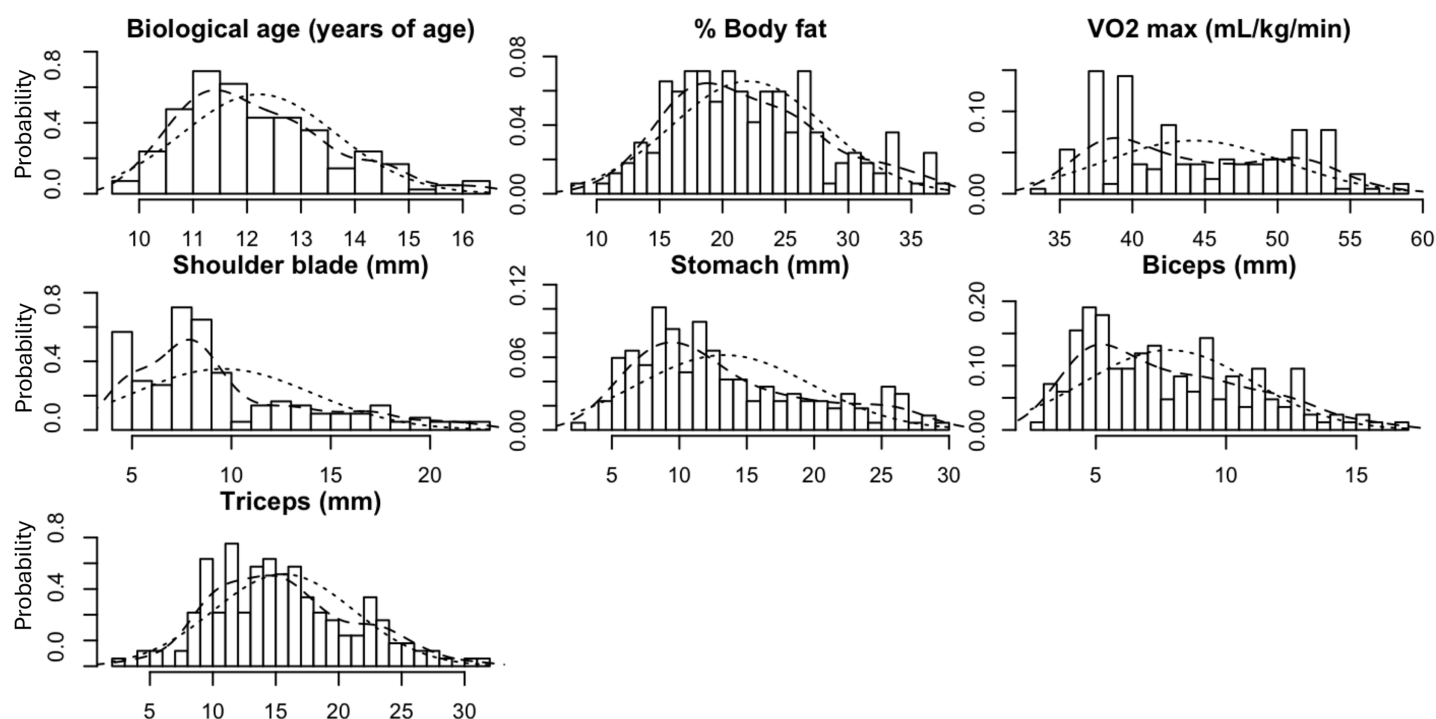 Biological age (years of age)
Probability
0.0 0.4 0.8
10 11 12 13 14 15 16
% Body fat
0.00 0.04 0.08
10 15 20 25 30 35
VO2 max (mL/kg/min)
0.00 0.10
35 40 45 50 55 60
Shoulder blade (mm)
Probability
0.0 0.4 0.8
5 10 15 20
Stomach (mm)
0.00 0.06 0.12
5 10 15 20 25 30
Biceps (mm)
0.00 0.10 0.20
5 10 15
Triceps (mm)
Probability
0.0 0.4 0.8
5 10 15 20 25 30